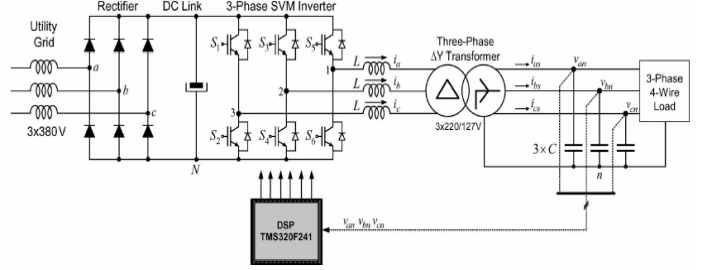 Rectifier DC Link 3-Phase SVM Inverter
Utility
Grid
S1 S3 S5
Three-Phase
ΔY Transformer
a
b
c
1
2
3
L ia
L ib
L ic
Δ
ias
ibs
ics
van
vbn
vcn
3-Phase
4-Wire
Load
3x380V
3x220/127V
S2 S4 S6
3×C
N
n
DSP
TMS320F241
van vbn vcn